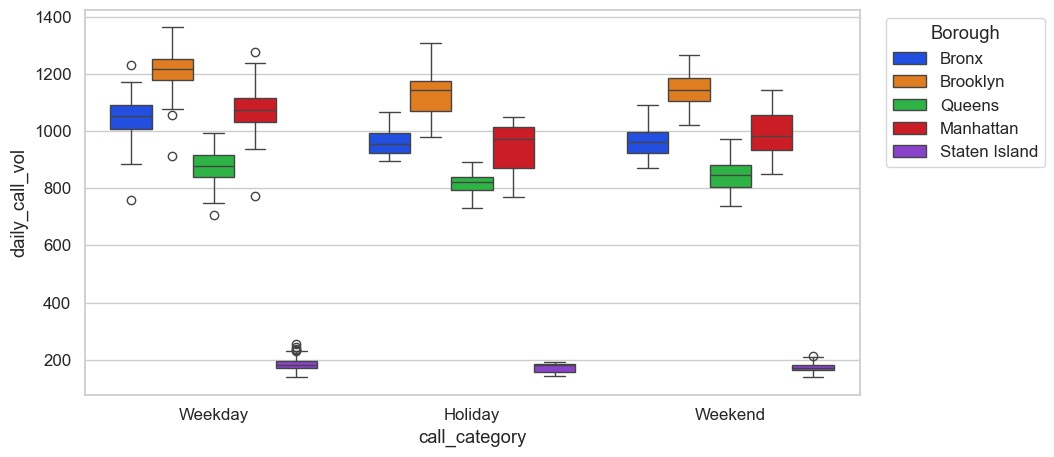 1400
1200
1000
800
600
400
200
daily_call_vol
Weekday
Holiday
Weekend
call_category
Borough
Bronx
Brooklyn
Queens
Manhattan
Staten Island